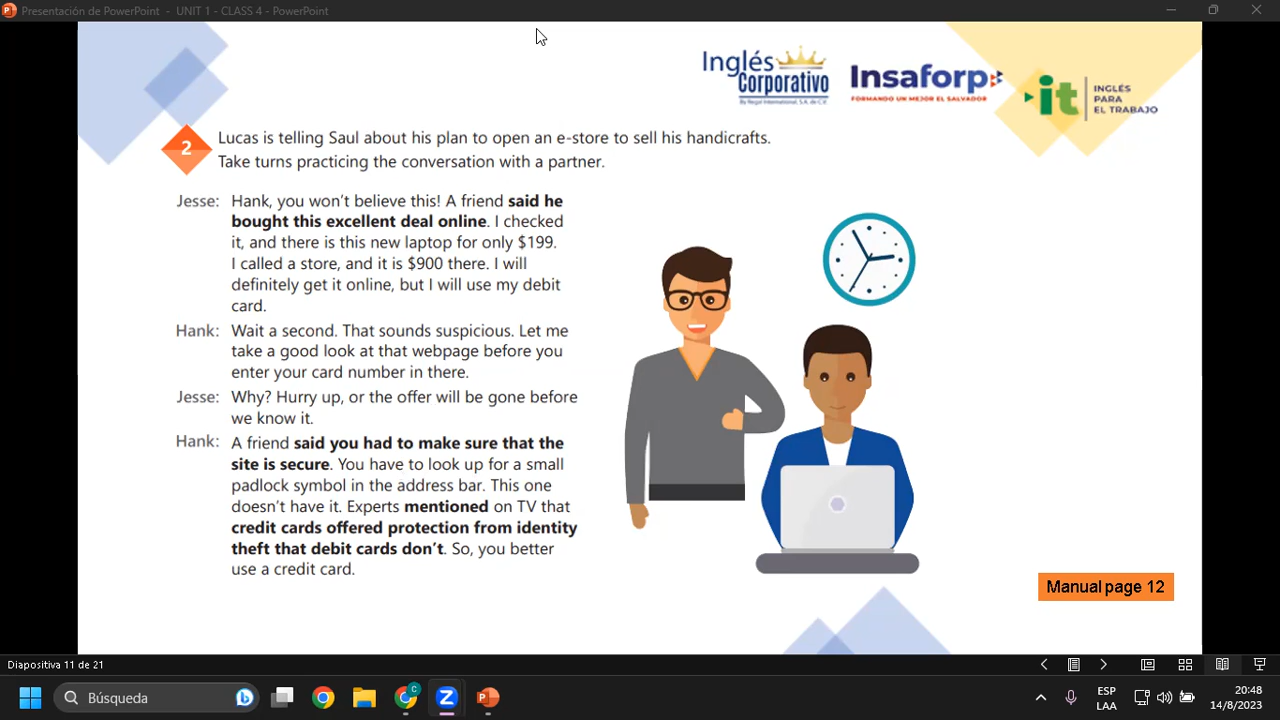 Presentación de PowerPoint - UNIT 1 - CLASS 4 - PowerPoint
Inglés
Corporativo
By Regal International, S.A. de C.V.
Insaforp
FORMANDO UN MEJOR EL SALVADOR
it
INGLÉS
PARA
EL TRABAJO
2
Lucas is telling Saul about his plan to open an e-store to sell his handicrafts.
Take turns practicing the conversation with a partner.
Jesse: Hank, you won't believe this! A friend said he
bought this excellent deal online. I checked
it, and there is this new laptop for only $199.
I called a store, and it is $900 there. I will
definitely get it online, but I will use my debit
card.
Hank: Wait a second. That sounds suspicious. Let me
take a good look at that webpage before you
enter your card number in there.
Jesse: Why? Hurry up, or the offer will be gone before
we know it.
Hank: A friend said you had to make sure that the
site is secure. You have to look up for a small
padlock symbol in the address bar. This one
doesn't have it. Experts mentioned on TV that
credit cards offered protection from identity
theft that debit cards don't. So, you better
use a credit card.
Manual page 12
Diapositiva 11 de 21
Búsqueda
C
ESP
LAA
20:48
14/8/2023